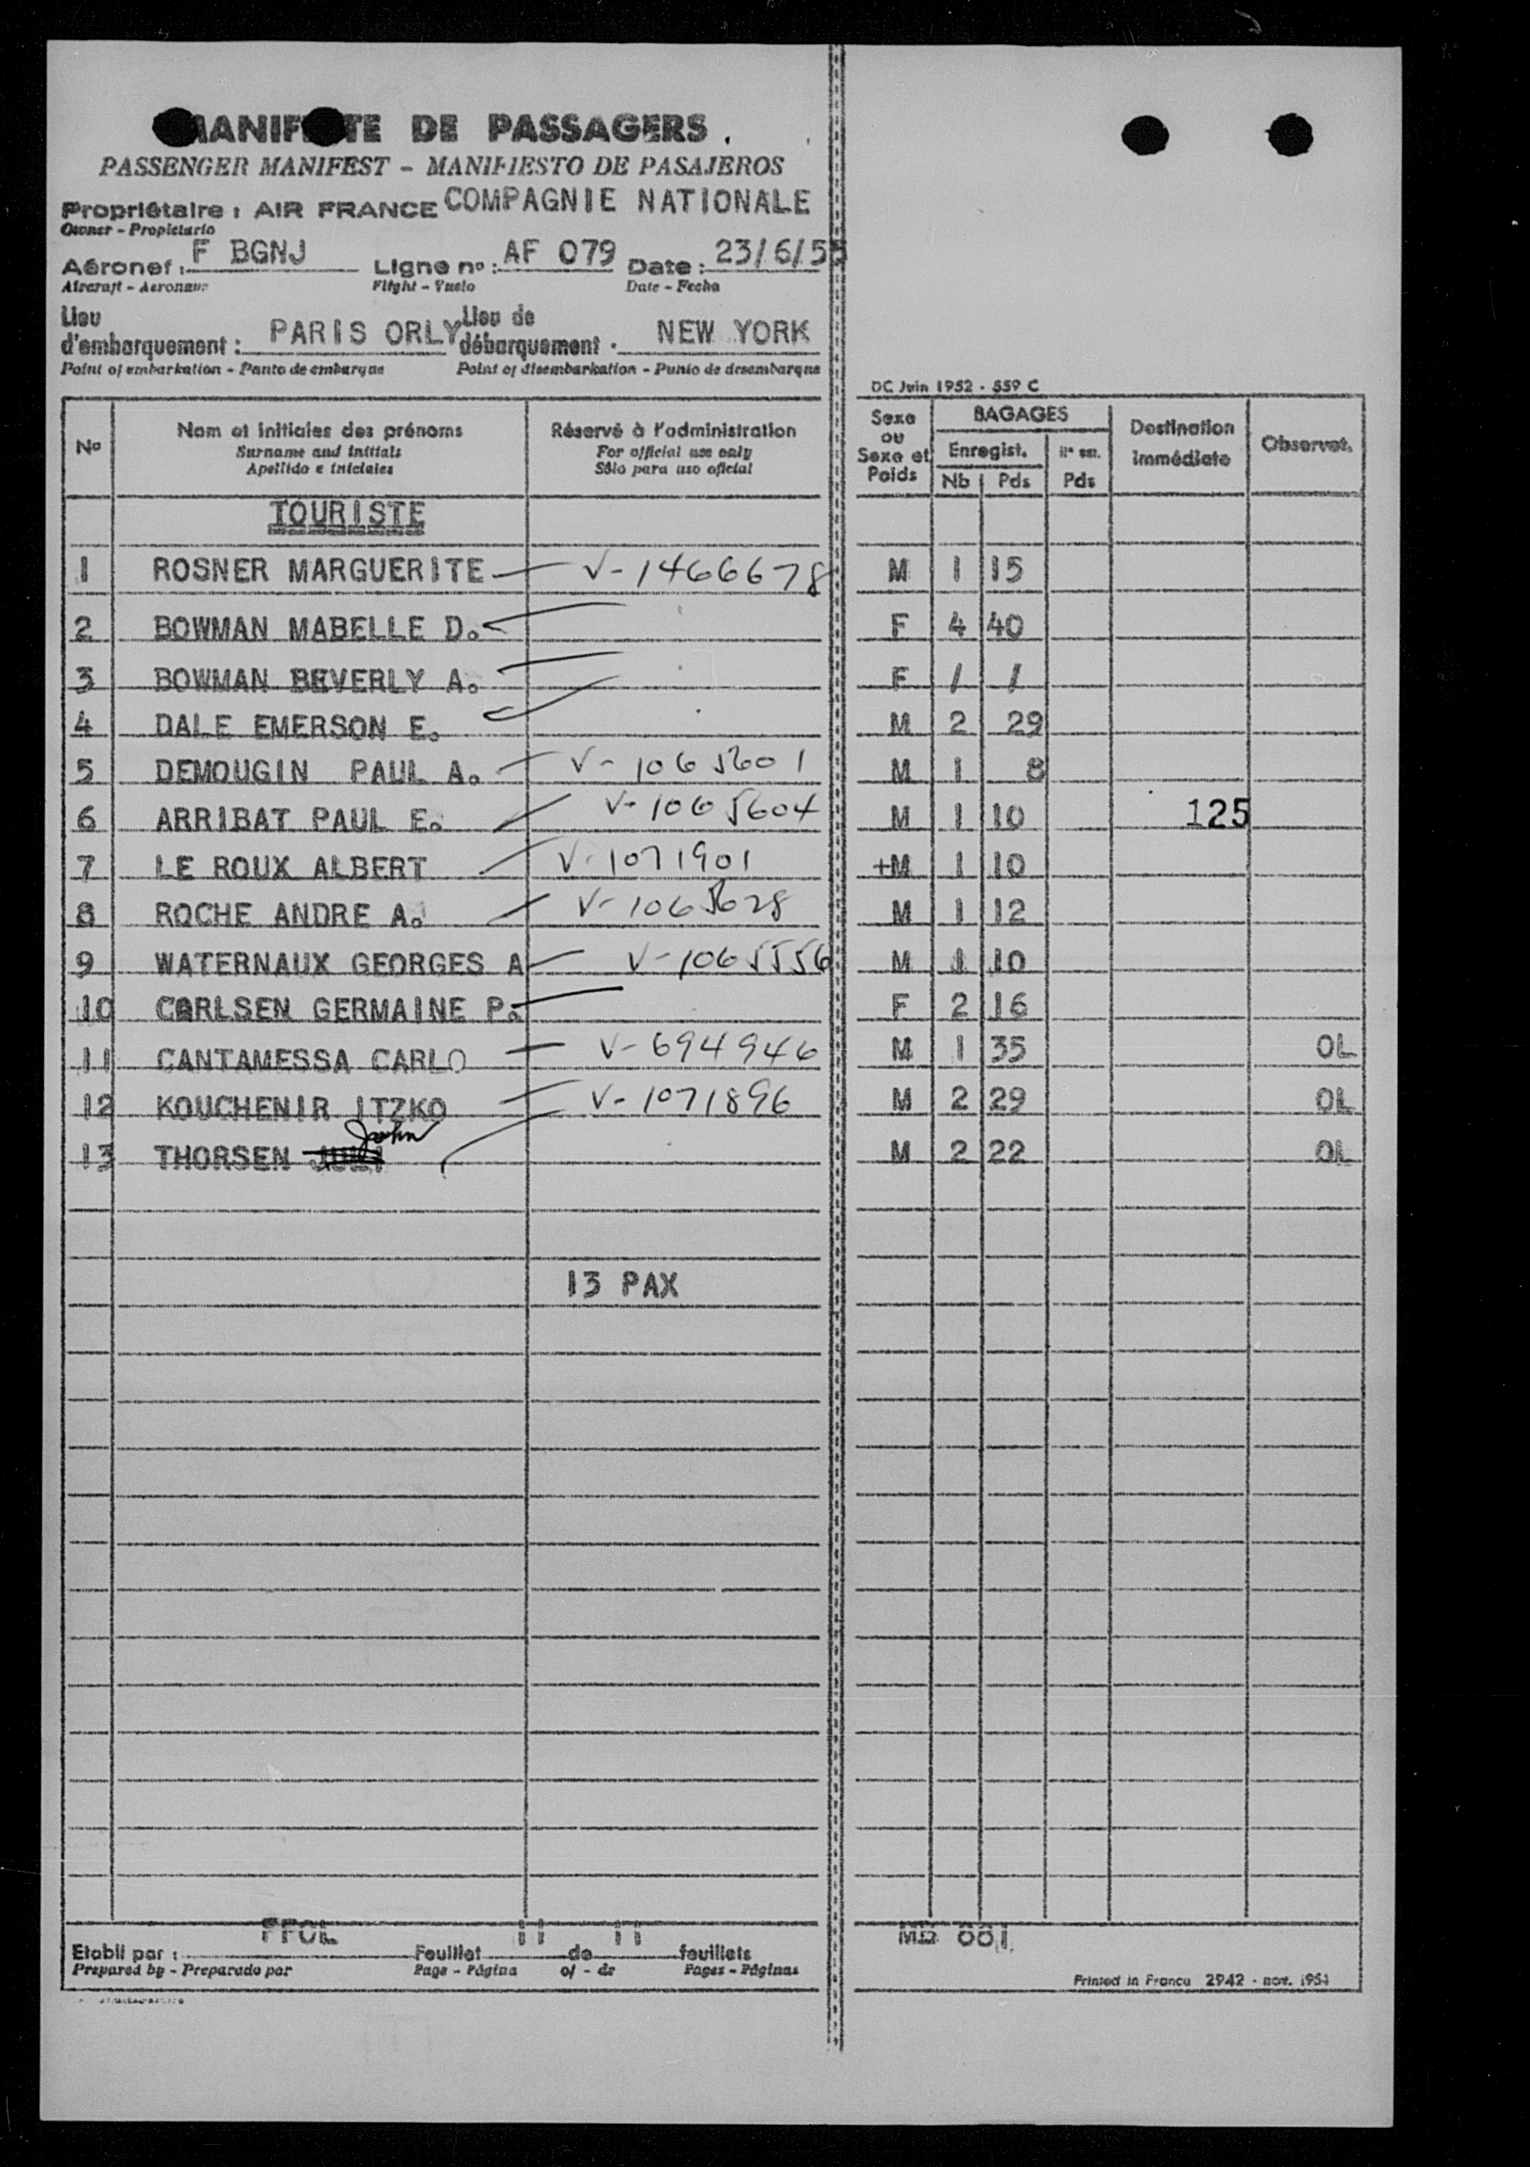 MANIFESTE DE PASSAGERS.
PASSENGER MANIFEST - MANIFIESTO DE PASAJEROS
Propriétaire : AIR FRANCE COMPAGNIE NATIONALE
Owner - Propietario
Aéronef : F BGNJ Ligne no : AF 079 Date : 23/6/55
Aircraft - Aeronave Flight - Vuelo Date - Fecha
Lieu d'embarquement : PARIS ORLY Lieu de débarquement : NEW YORK
Point of embarkation - Punto de embarque Point of disembarkation - Punto de desembarque
DC Juin 1952 - 559 C
No Nom et initiales des prénoms Réservé à l'administration Sexe ou Sexe et Poids BAGAGES Destination immédiate Observat.
Surname and initials For official use only Enregist.
Apellido e iniciales Sólo para uso oficial Nb Pds Pds
TOURISTE
1 ROSNER MARGUERITE V-1466678 M 1 15
2 BOWMAN MABELLE D. F 4 40
3 BOWMAN BEVERLY A. F / /
4 DALE EMERSON E. M 2 29
5 DEMOUGIN PAUL A. V-1065601 M 1 8
6 ARRIBAT PAUL E. V-1065604 M 1 10 125
7 LE ROUX ALBERT V-1071901 +M 1 10
8 ROCHE ANDRE A. V-1065628 M 1 12
9 WATERNAUX GEORGES A V-1065556 M 1 10
10 CARLSEN GERMAINE P. F 2 16
11 CANTAMESSA CARLO V-694946 M 1 35 OL
12 KOUCHENIR ITZKO V-1071896 M 2 29 OL
13 THORSEN John M 2 22 OL
13 PAX
Etabli par : FFOL Feuillet 11 de 11 feuillets MD 001
Prepared by - Preparado por Page - Página of - de Pages - Páginas
Printed in France 2942 - nov. 1951